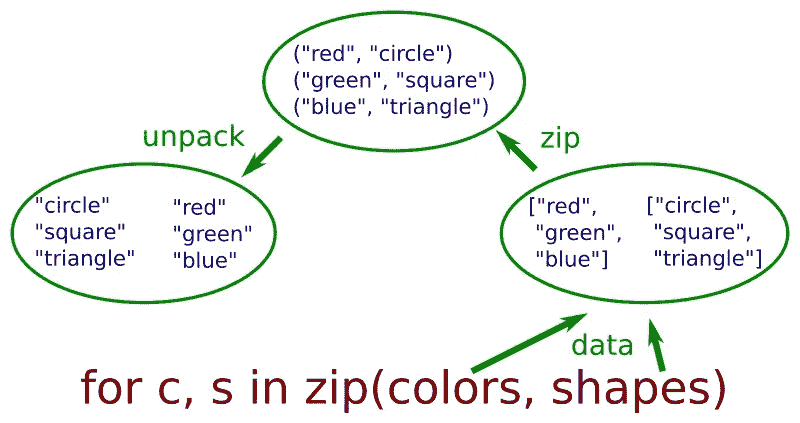 ("red", "circle")
("green", "square")
("blue", "triangle")
unpack
zip
"circle" "red"
"square" "green"
"triangle" "blue"
["red", ["circle",
"green", "square",
"blue"] "triangle"]
data
for c, s in zip(colors, shapes)